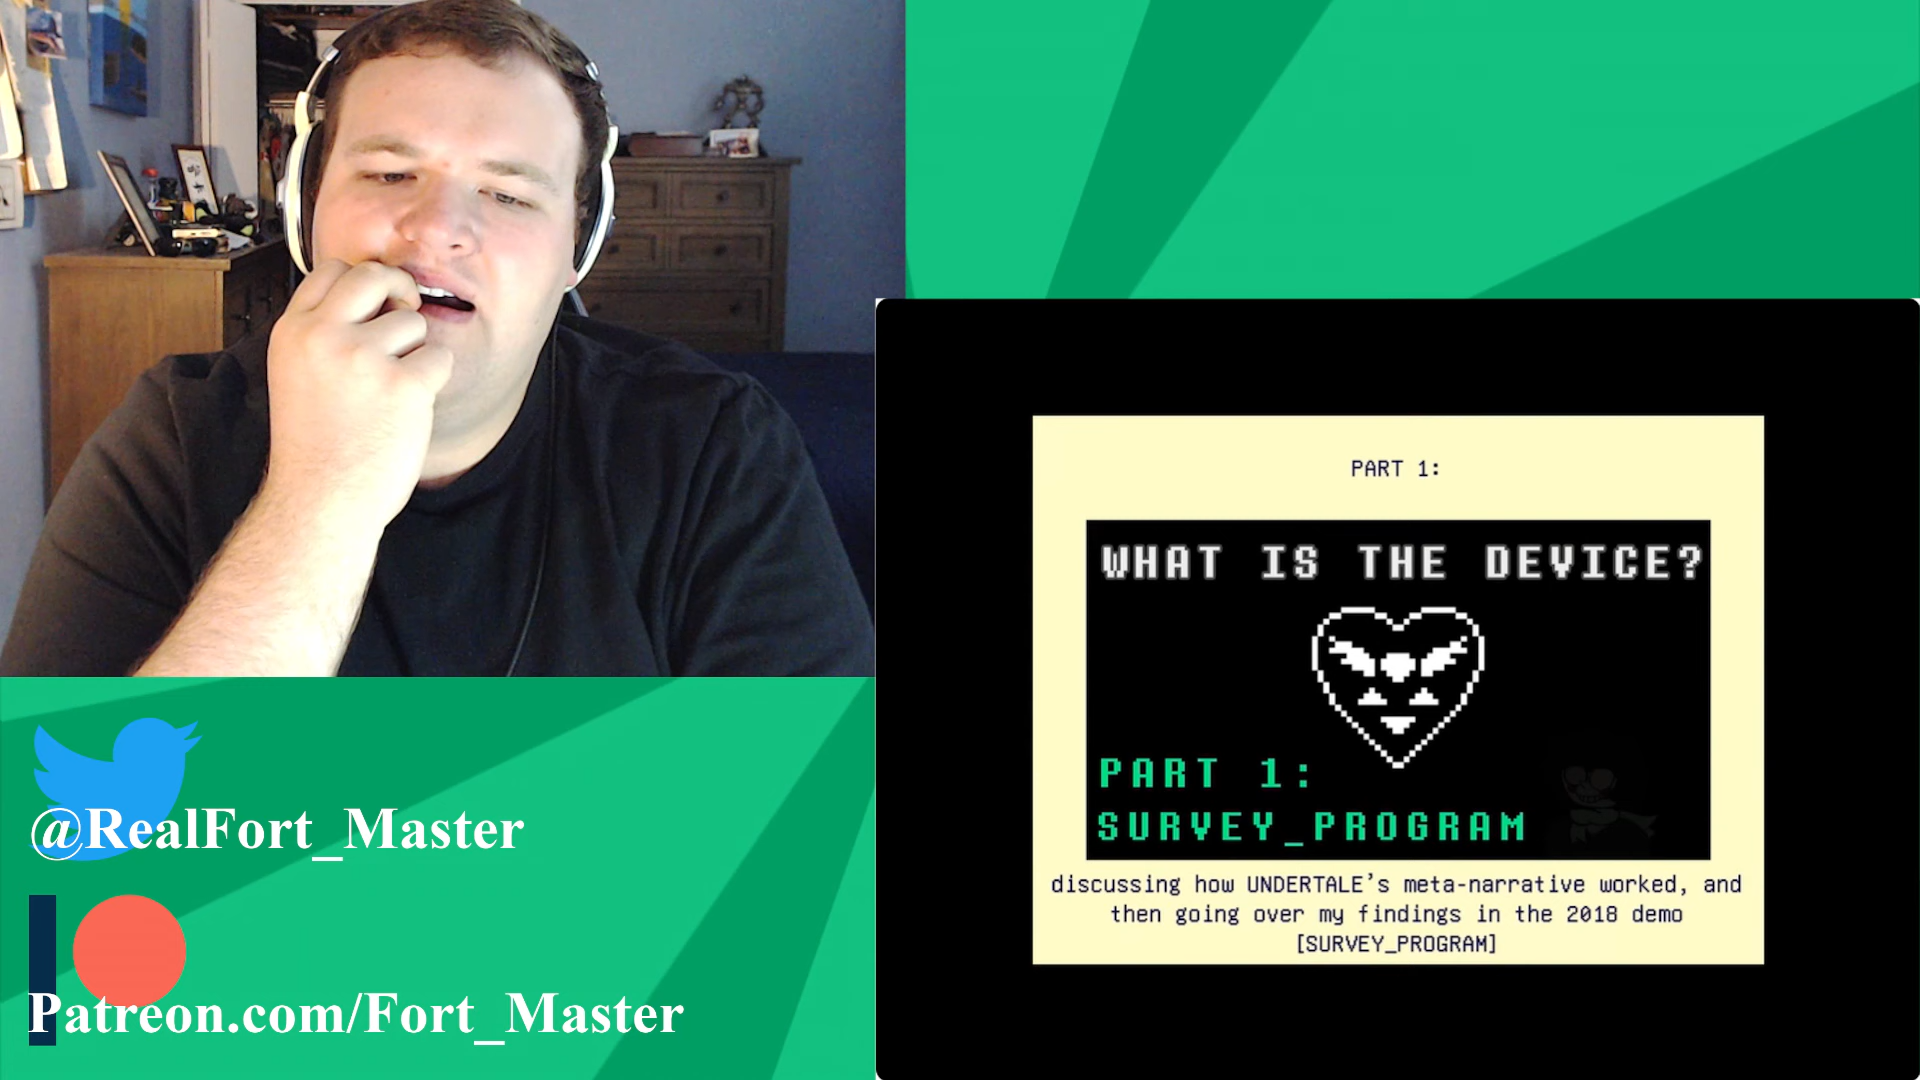 @RealFort_Master
Patreon.com/Fort_Master
PART 1:
WHAT IS THE DEVICE?
PART 1:
SURVEY_PROGRAM
discussing how UNDERTALE’s meta-narrative worked, and
then going over my findings in the 2018 demo
[SURVEY_PROGRAM]